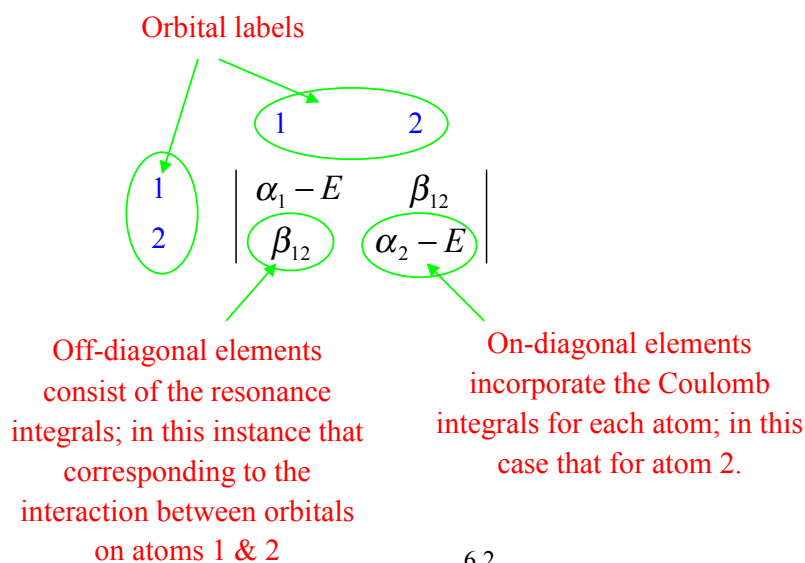 Orbital labels
1 2
1 α₁ − E β₁₂
2 β₁₂ α₂ − E
Off-diagonal elements
consist of the resonance
integrals; in this instance that
corresponding to the
interaction between orbitals
on atoms 1 & 2
On-diagonal elements
incorporate the Coulomb
integrals for each atom; in this
case that for atom 2.